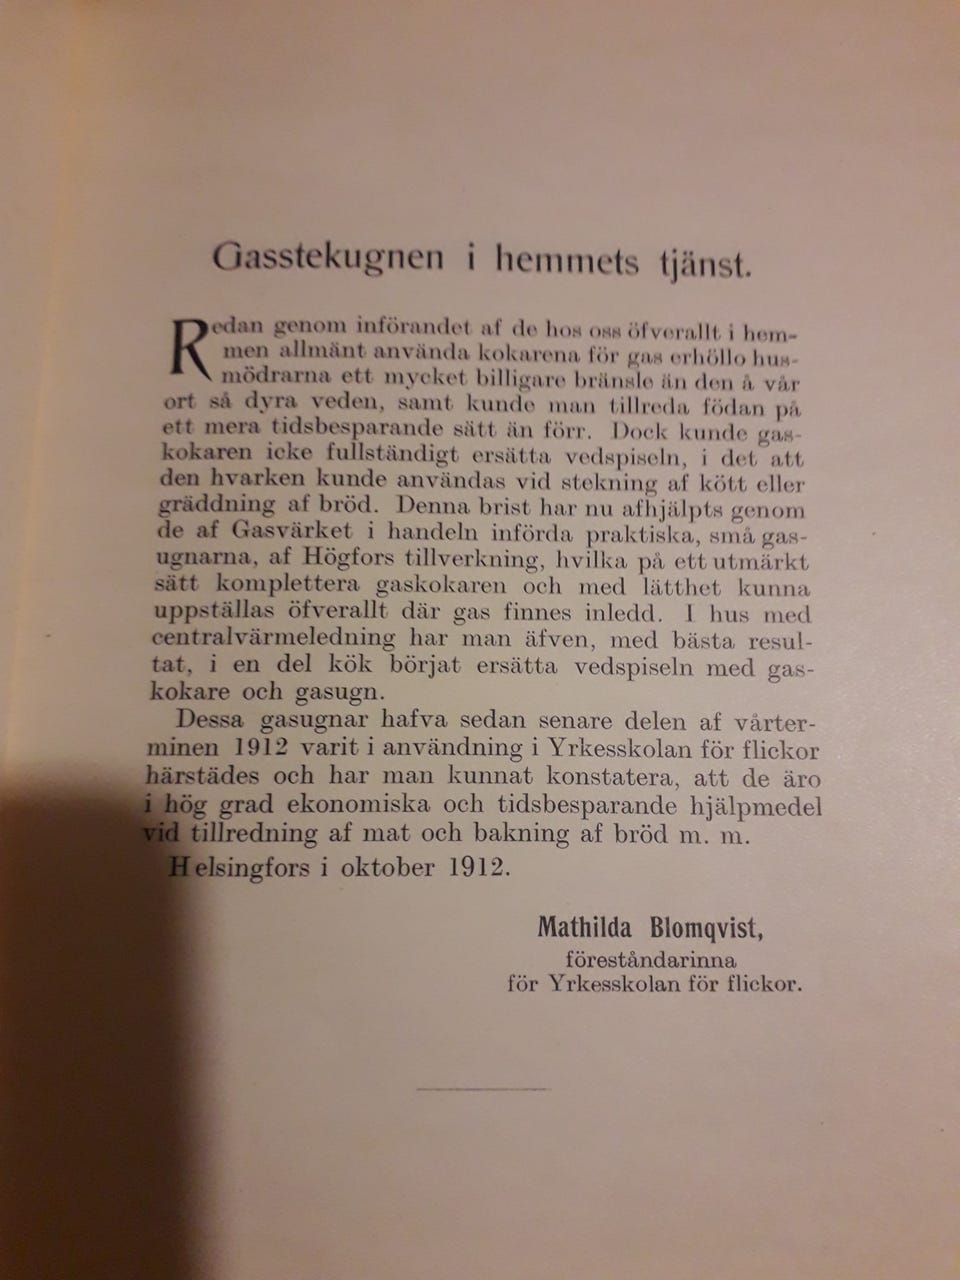 Gasstekugnen i hemmets tjänst.
Redan genom införandet af de hos oss öfverallt i hem-
men allmänt använda kokarena för gas erhöllo hus-
mödrarna ett mycket billigare bränsle än den å vår
ort så dyra veden, samt kunde man tillreda födan på
ett mera tidsbesparande sätt än förr. Dock kunde gas-
kokaren icke fullständigt ersätta vedspiseln, i det att
den hvarken kunde användas vid stekning af kött eller
gräddning af bröd. Denna brist har nu afhjälpts genom
de af Gasvärket i handeln införda praktiska, små gas-
ugnarna, af Högfors tillverkning, hvilka på ett utmärkt
sätt komplettera gaskokaren och med lätthet kunna
uppställas öfverallt där gas finnes inledd. I hus med
centralvärmeledning har man äfven, med bästa resul-
tat, i en del kök börjat ersätta vedspiseln med gas-
kokare och gasugn.
Dessa gasugnar hafva sedan senare delen af vårter-
minen 1912 varit i användning i Yrkesskolan för flickor
härstädes och har man kunnat konstatera, att de äro
i hög grad ekonomiska och tidsbesparande hjälpmedel
vid tillredning af mat och bakning af bröd m. m.
Helsingfors i oktober 1912.
Mathilda Blomqvist,
föreståndarinna
för Yrkesskolan för flickor.